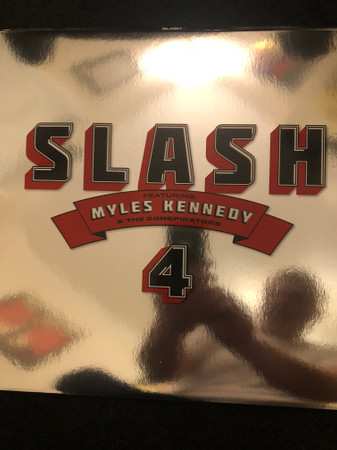 SLASH
FEATURING
MYLES KENNEDY
& THE CONSPIRATORS
4